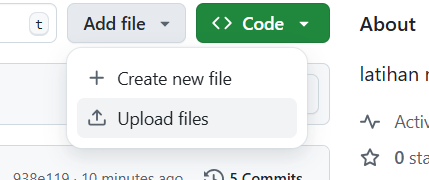 t
Add file
Code
About
Create new file
latihan
Upload files
Activ
0 sta
938e119 · 10 minutes ago
5 Commits